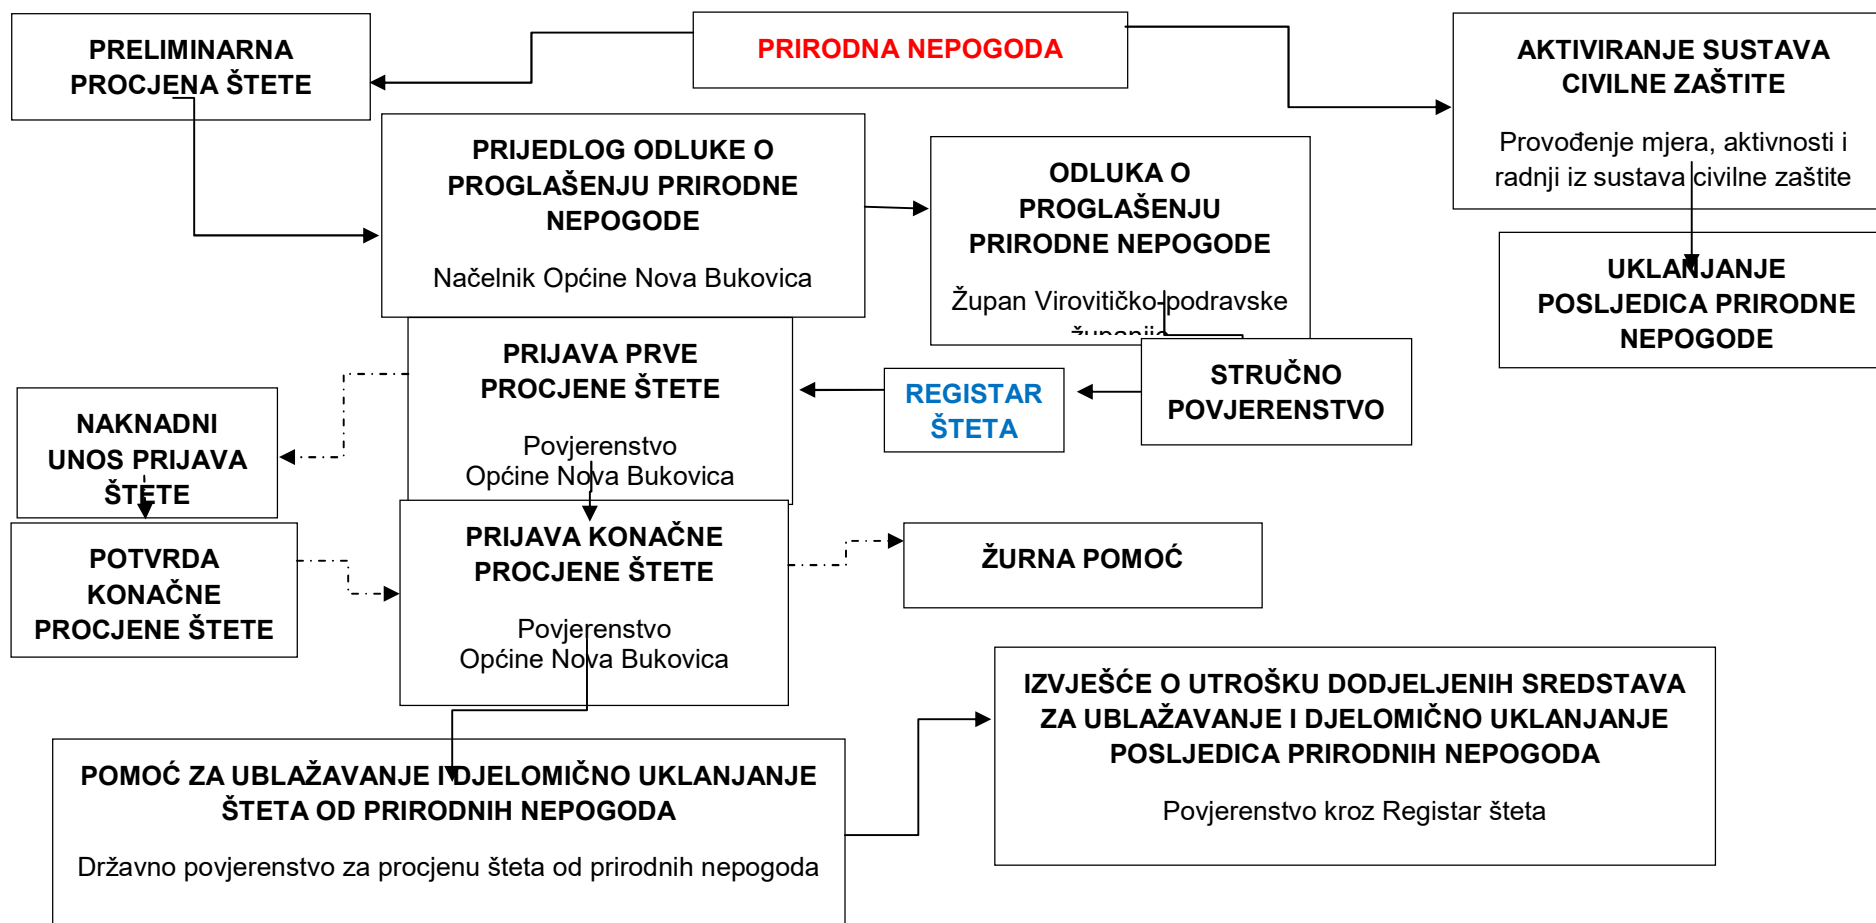 PRELIMINARNA
PROCJENA ŠTETE
PRIRODNA NEPOGODA
AKTIVIRANJE SUSTAVA
CIVILNE ZAŠTITE
Provođenje mjera, aktivnosti i
radnji iz sustava civilne zaštite
PRIJEDLOG ODLUKE O
PROGLAŠENJU PRIRODNE
NEPOGODE
Načelnik Općine Nova Bukovica
ODLUKA O
PROGLAŠENJU
PRIRODNE NEPOGODE
Župan Virovitičko-podravske
županije
UKLANJANJE
POSLJEDICA PRIRODNE
NEPOGODE
PRIJAVA PRVE
PROCJENE ŠTETE
Povjerenstvo
Općine Nova Bukovica
REGISTAR
ŠTETA
STRUČNO
POVJERENSTVO
NAKNADNI
UNOS PRIJAVA
ŠTETE
POTVRDA
KONAČNE
PROCJENE ŠTETE
PRIJAVA KONAČNE
PROCJENE ŠTETE
Povjerenstvo
Općine Nova Bukovica
ŽURNA POMOĆ
IZVJEŠĆE O UTROŠKU DODJELJENIH SREDSTAVA
ZA UBLAŽAVANJE I DJELOMIČNO UKLANJANJE
POSLJEDICA PRIRODNIH NEPOGODA
Povjerenstvo kroz Registar šteta
POMOĆ ZA UBLAŽAVANJE I DJELOMIČNO UKLANJANJE
ŠTETA OD PRIRODNIH NEPOGODA
Državno povjerenstvo za procjenu šteta od prirodnih nepogoda